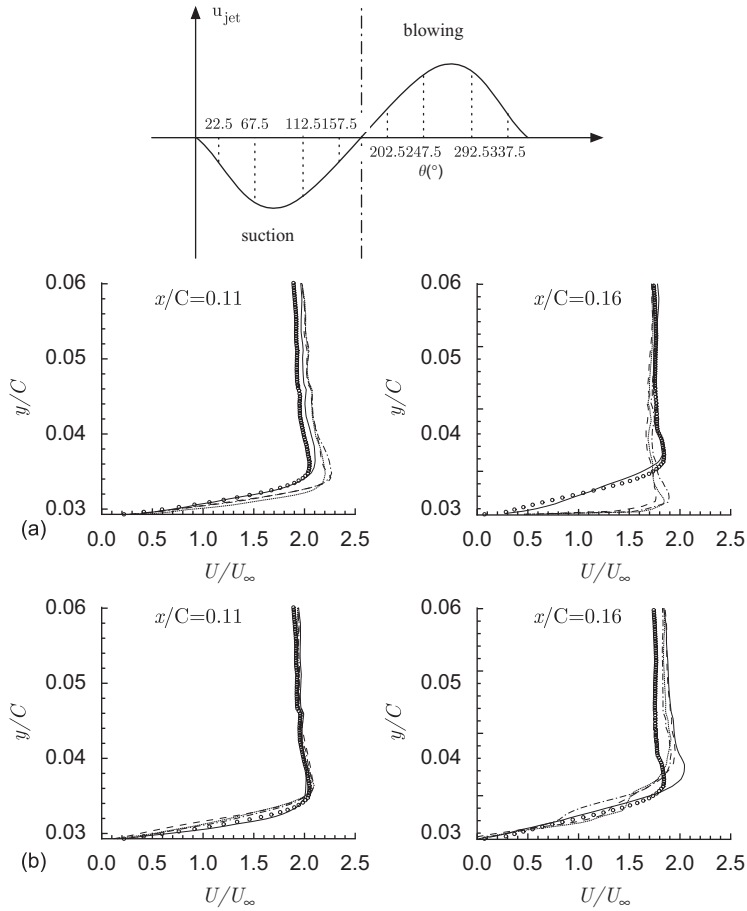 u_jet
blowing
22.5 67.5 112.5157.5
202.5247.5 292.5337.5
θ(°)
suction
0.06 x/C=0.11
0.05
y/C
0.04
0.03
0.0 0.5 1.0 1.5 2.0 2.5
U/U∞
0.06 x/C=0.16
0.05
y/C
0.04
0.03
0.0 0.5 1.0 1.5 2.0 2.5
U/U∞
(a)
0.06 x/C=0.11
0.05
y/C
0.04
0.03
0.0 0.5 1.0 1.5 2.0 2.5
U/U∞
0.06 x/C=0.16
0.05
y/C
0.04
0.03
0.0 0.5 1.0 1.5 2.0 2.5
U/U∞
(b)